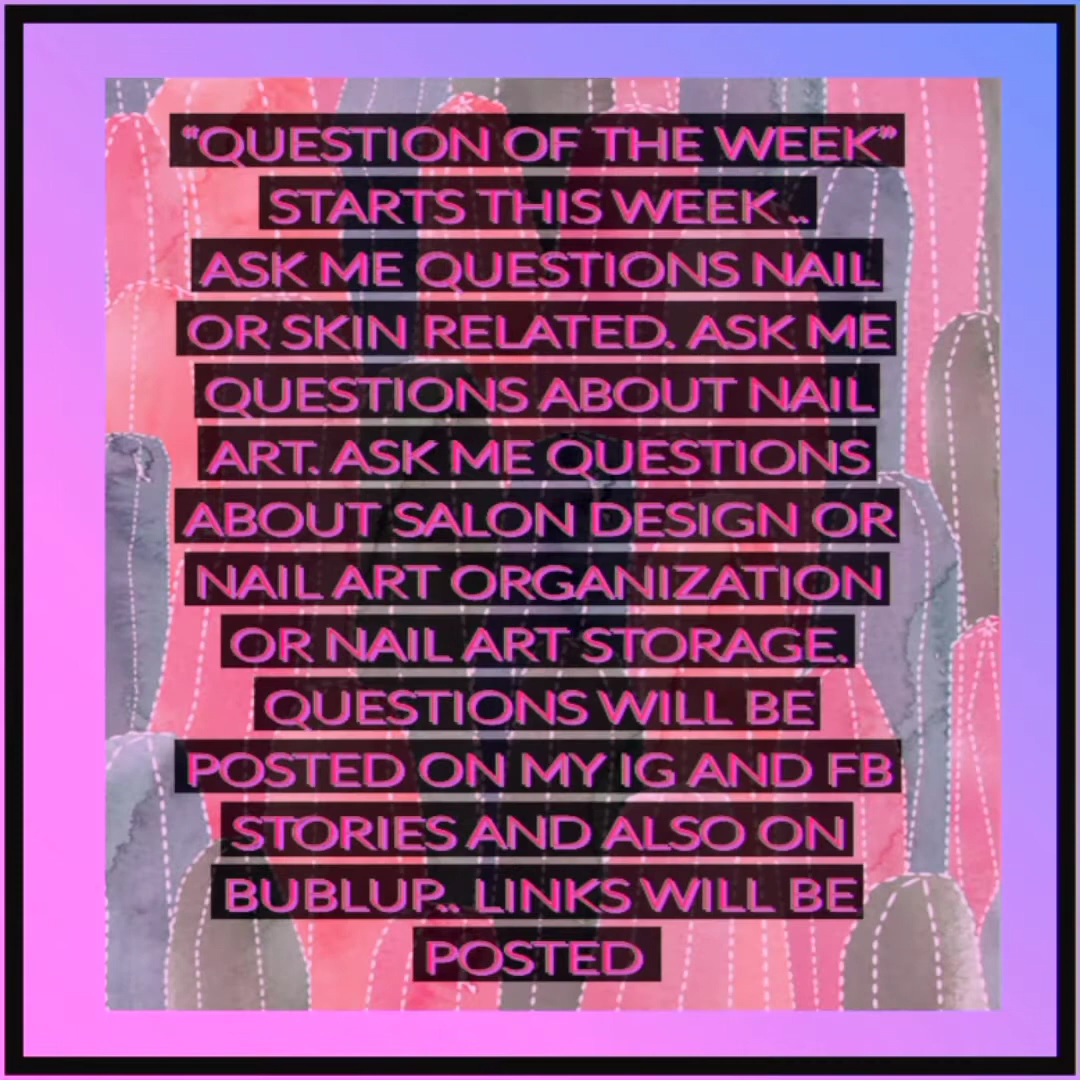 “QUESTION OF THE WEEK”
STARTS THIS WEEK ..
ASK ME QUESTIONS NAIL
OR SKIN RELATED. ASK ME
QUESTIONS ABOUT NAIL
ART. ASK ME QUESTIONS
ABOUT SALON DESIGN OR
NAIL ART ORGANIZATION
OR NAIL ART STORAGE.
QUESTIONS WILL BE
POSTED ON MY IG AND FB
STORIES AND ALSO ON
BUBLUP.. LINKS WILL BE
POSTED